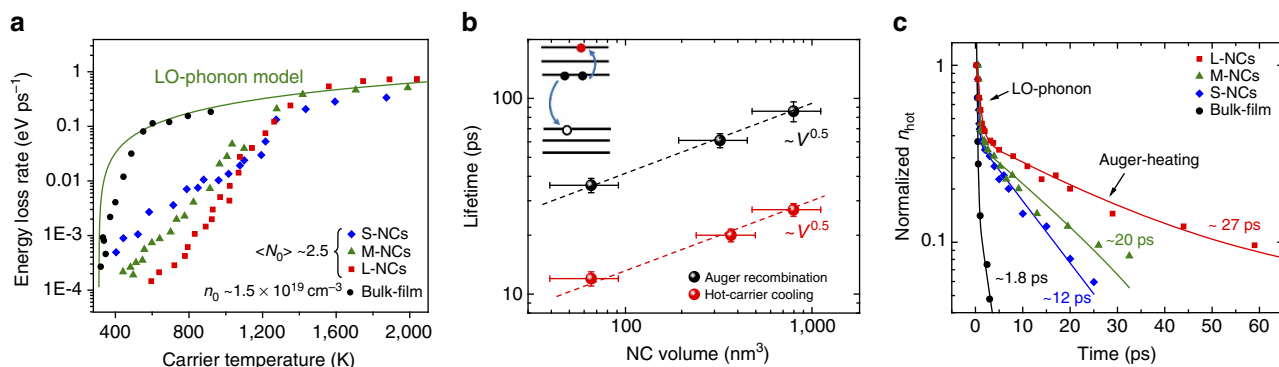 a
Energy loss rate (eV ps⁻¹)
1
0.1
0.01
1E–3
1E–4
LO-phonon model
<N₀> ~2.5
S-NCs
M-NCs
L-NCs
n₀ ~1.5 × 10¹⁹ cm⁻³
Bulk-film
400
800
1,200
1,600
2,000
Carrier temperature (K)
b
Lifetime (ps)
100
10
~V⁰·⁵
~V⁰·⁵
Auger recombination
Hot-carrier cooling
100
1,000
NC volume (nm³)
c
Normalized n_hot
1
0.1
L-NCs
M-NCs
S-NCs
Bulk-film
LO-phonon
Auger-heating
~27 ps
~20 ps
~1.8 ps
~12 ps
0
10
20
30
40
50
60
Time (ps)